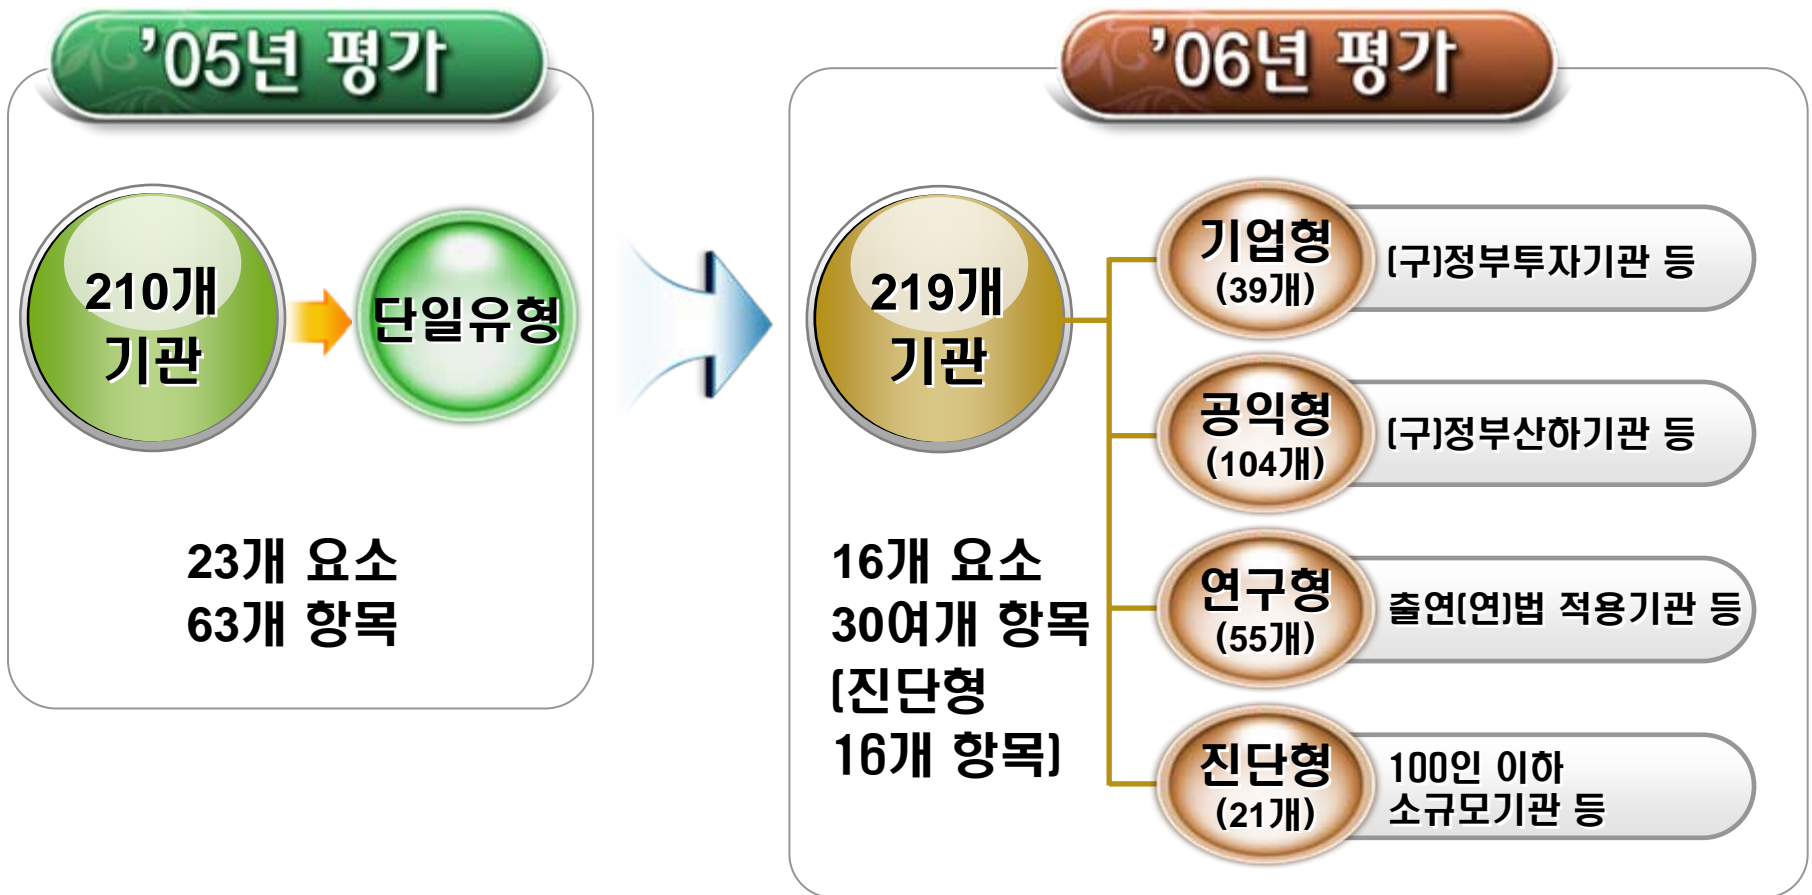 ’05년 평가
210개
기관
단일유형
23개 요소
63개 항목
’06년 평가
219개
기관
16개 요소
30여개 항목
(진단형
16개 항목)
기업형
(39개)
(구)정부투자기관 등
공익형
(104개)
(구)정부산하기관 등
연구형
(55개)
출연(연)법 적용기관 등
진단형
(21개)
100인 이하
소규모기관 등